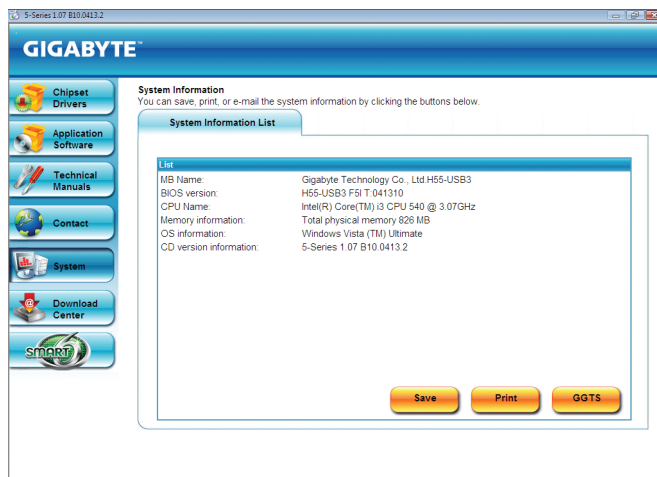 5-Series 1.07 B10.0413.2
GIGABYTE™
Chipset
Drivers
Application
Software
Technical
Manuals
Contact
System
Download
Center
SMART6
System Information
You can save, print, or e-mail the system information by clicking the buttons below.
System Information List
List
MB Name: Gigabyte Technology Co., Ltd.H55-USB3
BIOS version: H55-USB3 F5I T:041310
CPU Name: Intel(R) Core(TM) i3 CPU 540 @ 3.07GHz
Memory information: Total physical memory 826 MB
OS information: Windows Vista (TM) Ultimate
CD version information: 5-Series 1.07 B10.0413.2
Save Print GGTS